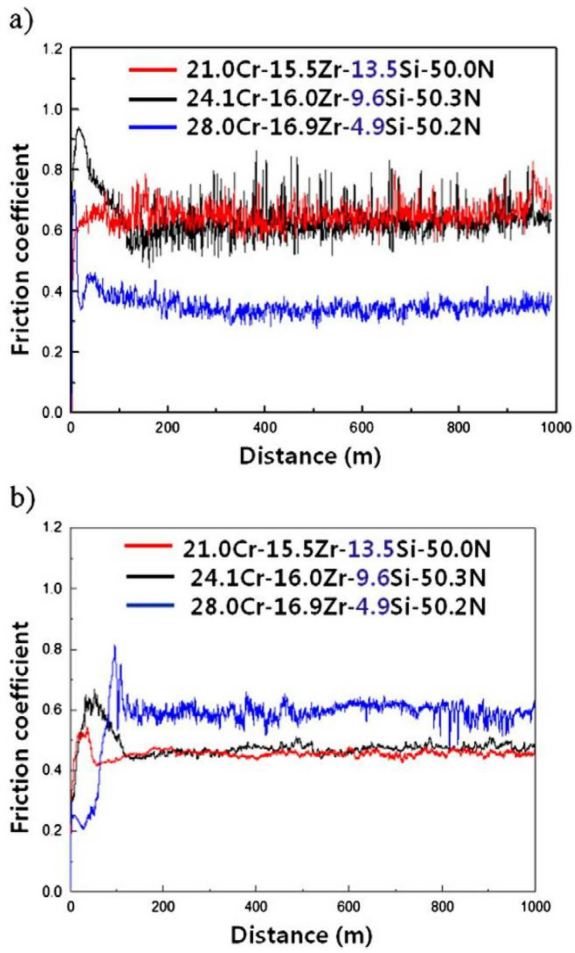 a)
1.2
1.0
0.8
0.6
0.4
0.2
0.0
Friction coefficient
21.0Cr-15.5Zr-13.5Si-50.0N
24.1Cr-16.0Zr-9.6Si-50.3N
28.0Cr-16.9Zr-4.9Si-50.2N
0 200 400 600 800 1000
Distance (m)
b)
1.2
1.0
0.8
0.6
0.4
0.2
0.0
Friction coefficient
21.0Cr-15.5Zr-13.5Si-50.0N
24.1Cr-16.0Zr-9.6Si-50.3N
28.0Cr-16.9Zr-4.9Si-50.2N
0 200 400 600 800 1000
Distance (m)